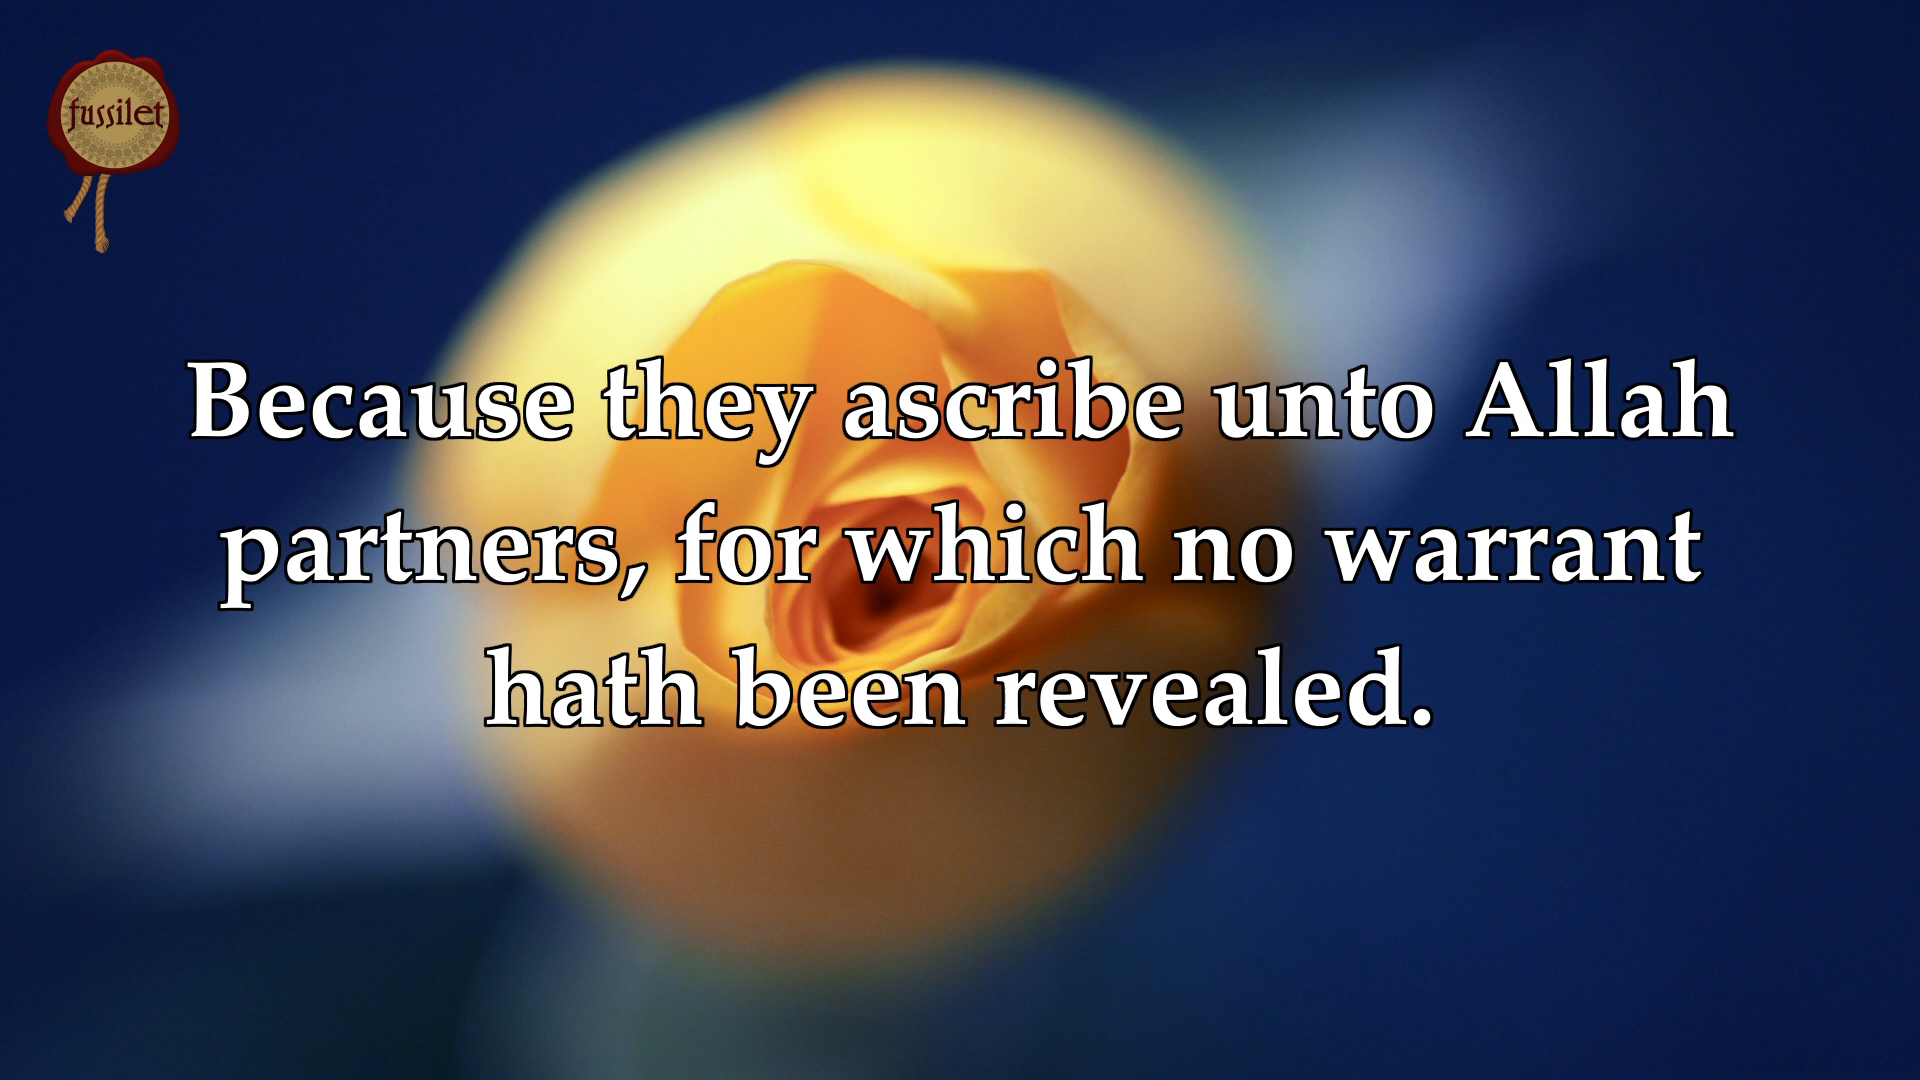 fussilet
Because they ascribe unto Allah
partners, for which no warrant
hath been revealed.